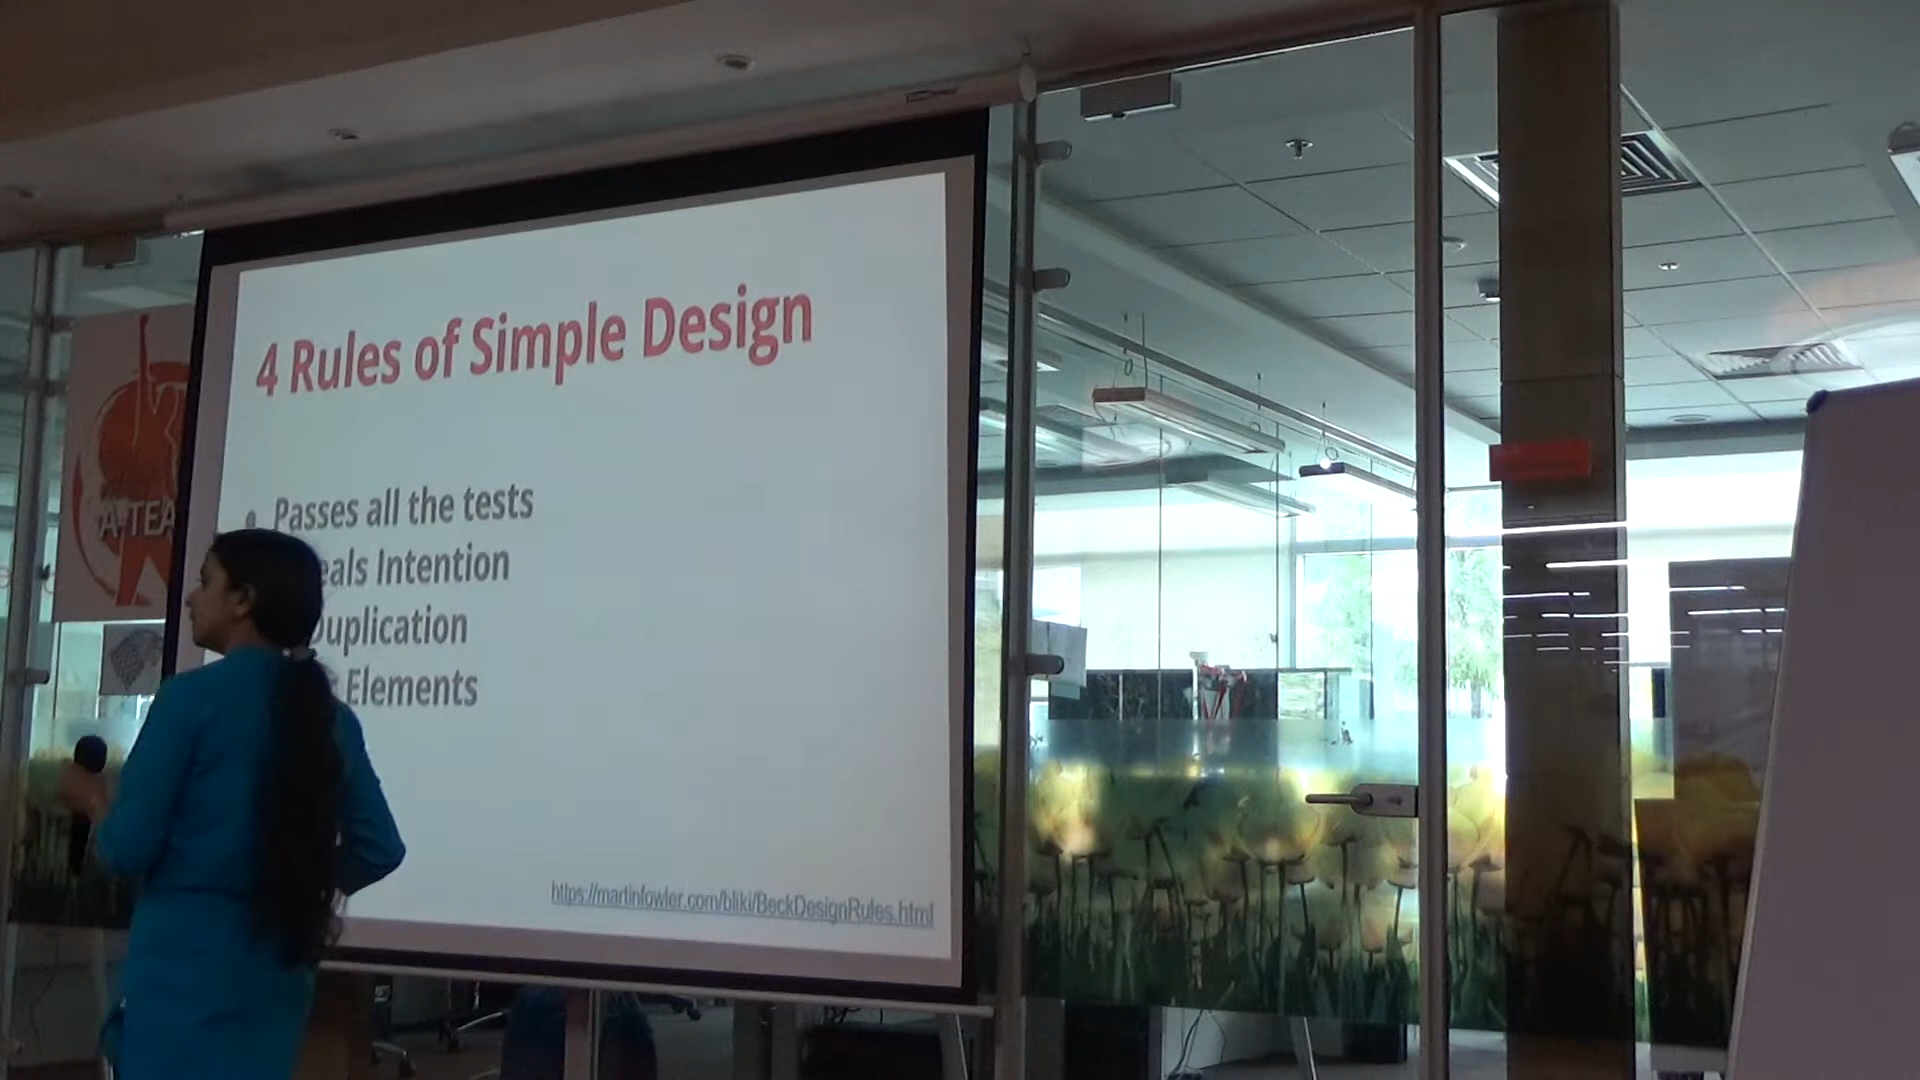 4 Rules of Simple Design
Passes all the tests
eals Intention
Duplication
Elements
https://martinfowler.com/bliki/BeckDesignRules.html
A-TEA